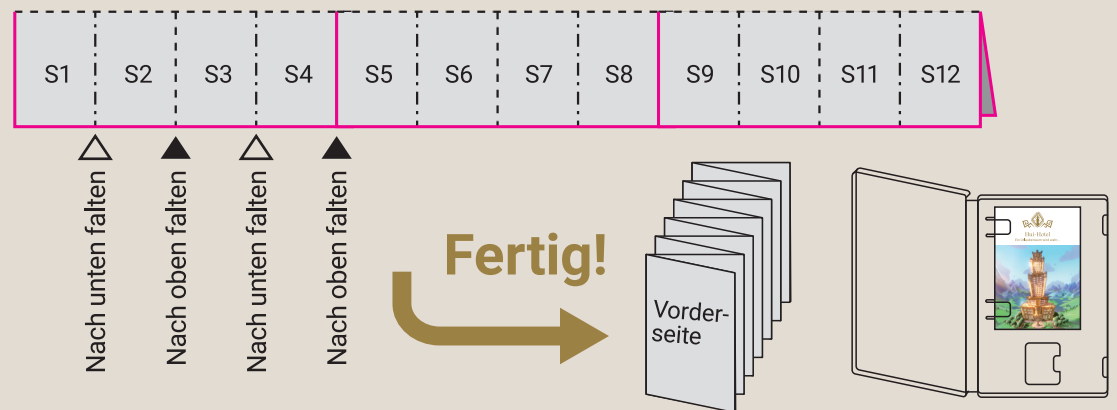 S1 S2 S3 S4 S5 S6 S7 S8 S9 S10 S11 S12
Nach unten falten
Nach oben falten
Nach unten falten
Nach oben falten
Fertig!
Vorder-
seite